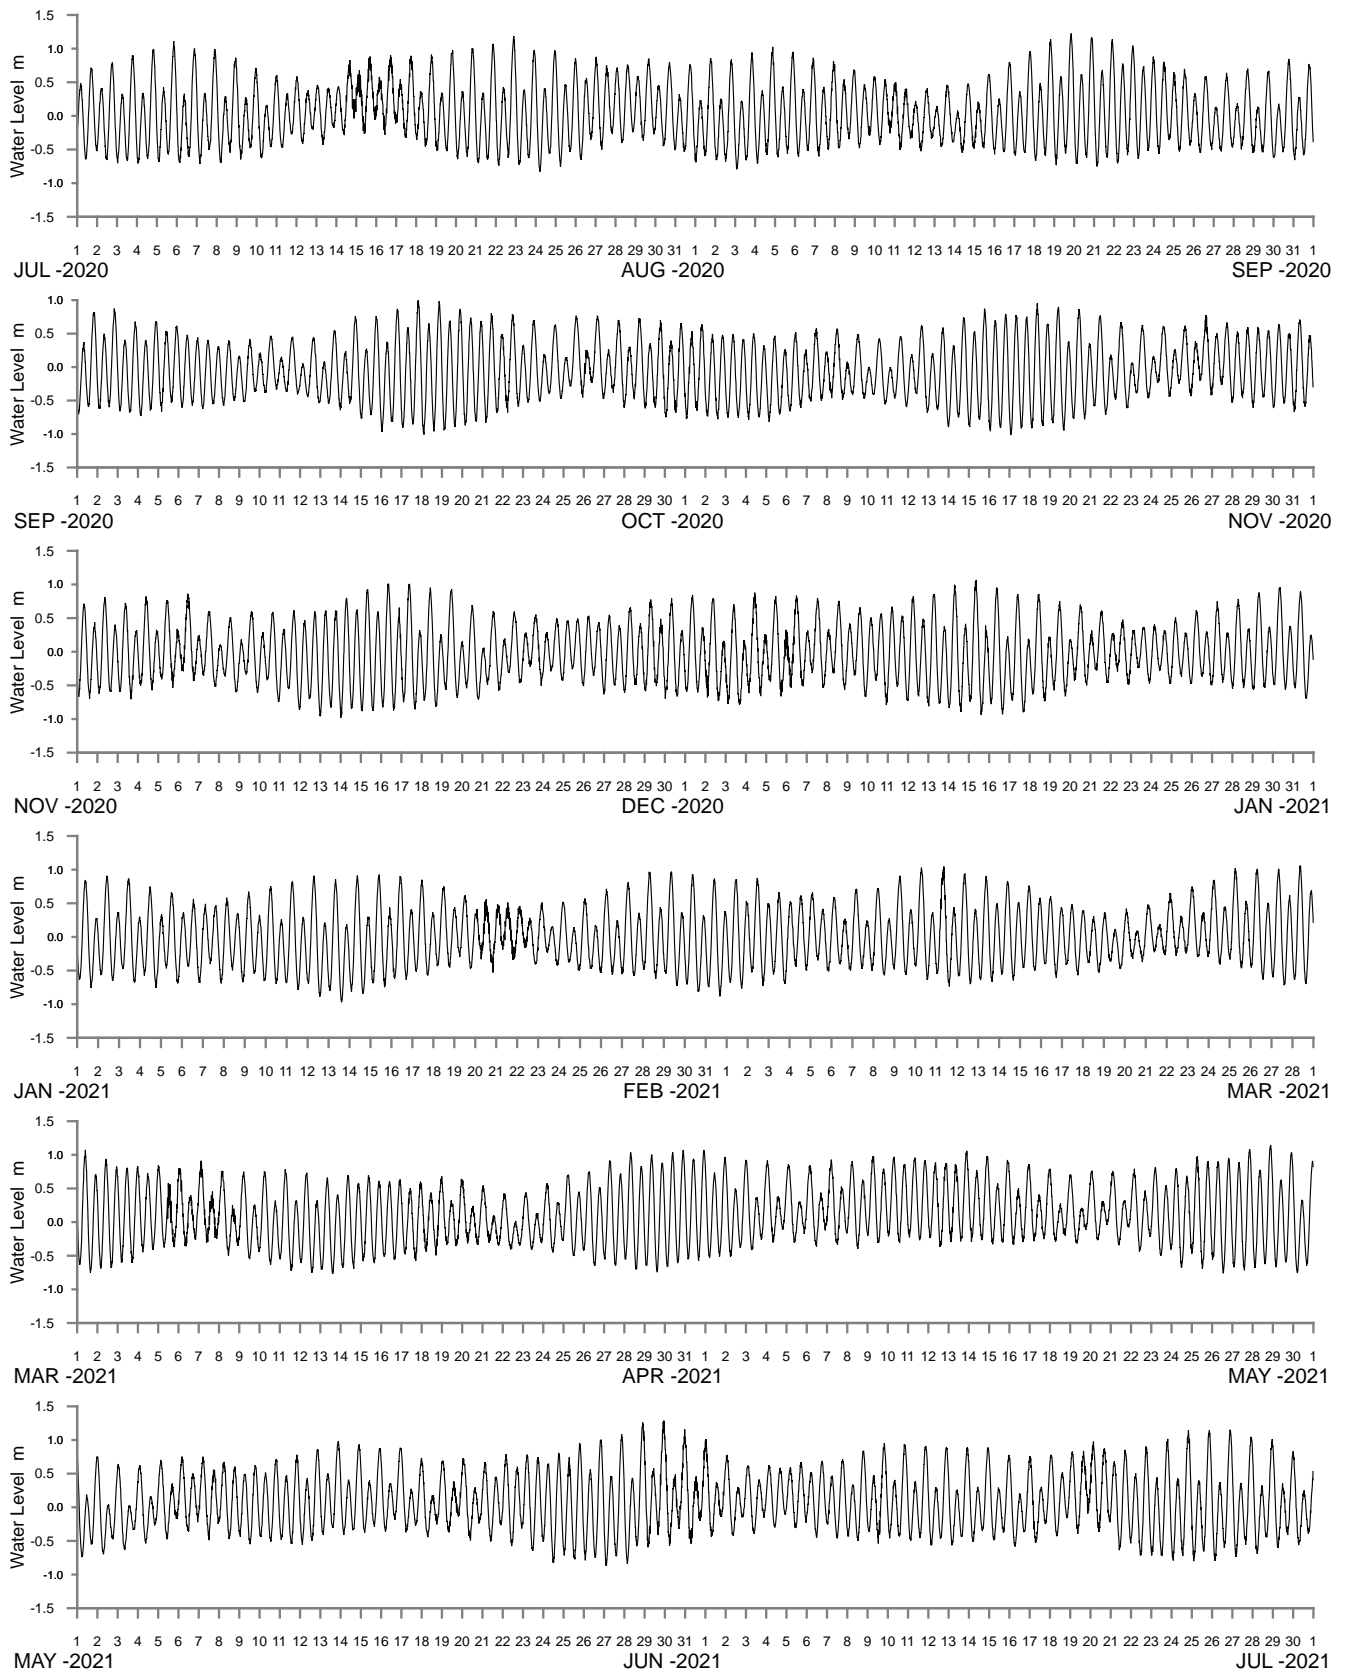 1.5
1.0
0.5
0.0
-0.5
-1.0
-1.5
Water Level m
1 2 3 4 5 6 7 8 9 10 11 12 13 14 15 16 17 18 19 20 21 22 23 24 25 26 27 28 29 30 31 1 2 3 4 5 6 7 8 9 10 11 12 13 14 15 16 17 18 19 20 21 22 23 24 25 26 27 28 29 30 31 1
JUL -2020 AUG -2020 SEP -2020
1.0
0.5
0.0
-0.5
-1.0
-1.5
Water Level m
1 2 3 4 5 6 7 8 9 10 11 12 13 14 15 16 17 18 19 20 21 22 23 24 25 26 27 28 29 30 1 2 3 4 5 6 7 8 9 10 11 12 13 14 15 16 17 18 19 20 21 22 23 24 25 26 27 28 29 30 31 1
SEP -2020 OCT -2020 NOV -2020
1.5
1.0
0.5
0.0
-0.5
-1.0
-1.5
Water Level m
1 2 3 4 5 6 7 8 9 10 11 12 13 14 15 16 17 18 19 20 21 22 23 24 25 26 27 28 29 30 1 2 3 4 5 6 7 8 9 10 11 12 13 14 15 16 17 18 19 20 21 22 23 24 25 26 27 28 29 30 31 1
NOV -2020 DEC -2020 JAN -2021
1.5
1.0
0.5
0.0
-0.5
-1.0
-1.5
Water Level m
1 2 3 4 5 6 7 8 9 10 11 12 13 14 15 16 17 18 19 20 21 22 23 24 25 26 27 28 29 30 31 1 2 3 4 5 6 7 8 9 10 11 12 13 14 15 16 17 18 19 20 21 22 23 24 25 26 27 28 1
JAN -2021 FEB -2021 MAR -2021
1.5
1.0
0.5
0.0
-0.5
-1.0
-1.5
Water Level m
1 2 3 4 5 6 7 8 9 10 11 12 13 14 15 16 17 18 19 20 21 22 23 24 25 26 27 28 29 30 31 1 2 3 4 5 6 7 8 9 10 11 12 13 14 15 16 17 18 19 20 21 22 23 24 25 26 27 28 29 30 1
MAR -2021 APR -2021 MAY -2021
1.5
1.0
0.5
0.0
-0.5
-1.0
-1.5
Water Level m
1 2 3 4 5 6 7 8 9 10 11 12 13 14 15 16 17 18 19 20 21 22 23 24 25 26 27 28 29 30 31 1 2 3 4 5 6 7 8 9 10 11 12 13 14 15 16 17 18 19 20 21 22 23 24 25 26 27 28 29 30 1
MAY -2021 JUN -2021 JUL -2021